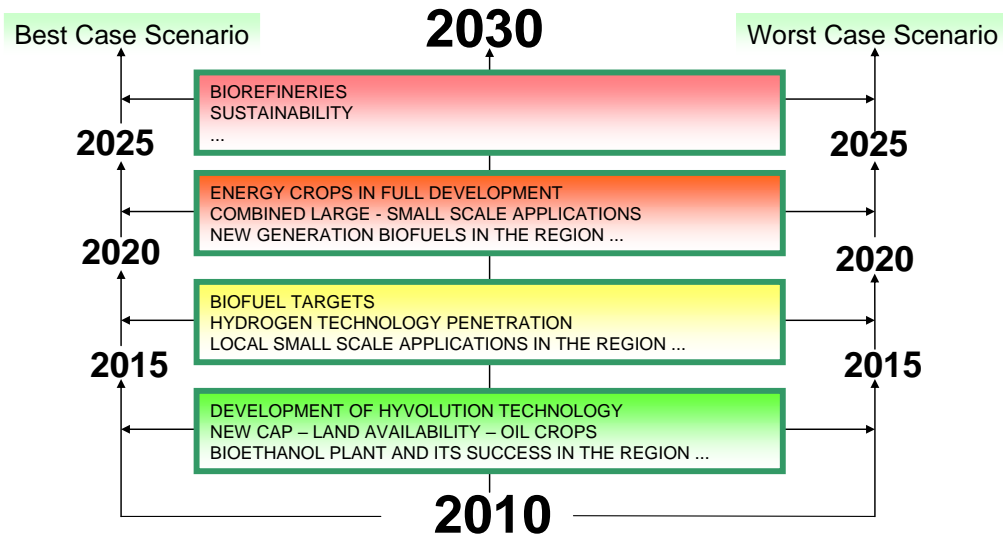 Best Case Scenario
2030
Worst Case Scenario
BIOREFINERIES
SUSTAINABILITY
...
2025
2025
ENERGY CROPS IN FULL DEVELOPMENT
COMBINED LARGE - SMALL SCALE APPLICATIONS
NEW GENERATION BIOFUELS IN THE REGION ...
2020
2020
BIOFUEL TARGETS
HYDROGEN TECHNOLOGY PENETRATION
LOCAL SMALL SCALE APPLICATIONS IN THE REGION ...
2015
2015
DEVELOPMENT OF HYVOLUTION TECHNOLOGY
NEW CAP – LAND AVAILABILITY – OIL CROPS
BIOETHANOL PLANT AND ITS SUCCESS IN THE REGION ...
2010